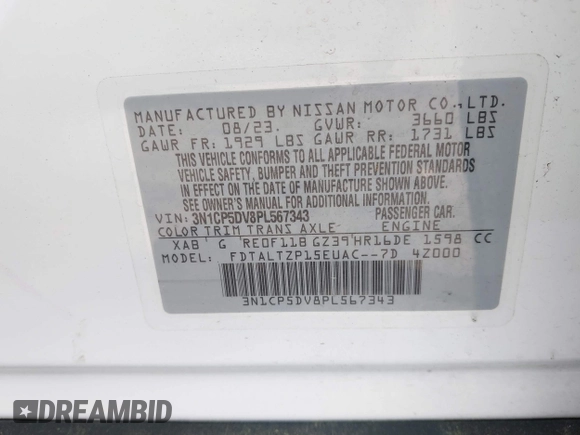 MANUFACTURED BY NISSAN MOTOR CO.,LTD.
DATE: 08/23. GVWR: 3660 LBS
GAWR FR: 1929 LBS GAWR RR: 1731 LBS
THIS VEHICLE CONFORMS TO ALL APPLICABLE FEDERAL MOTOR
VEHICLE SAFETY, BUMPER, AND THEFT PREVENTION STANDARDS
IN EFFECT ON THE DATE OF MANUFACTURE SHOWN ABOVE.
SEE OWNER'S MANUAL FOR ADDITIONAL INFORMATION.
VIN: 3N1CP5DV8PL567343 PASSENGER CAR.
COLOR TRIM TRANS AXLE ENGINE
XAB G RE0F11B GZ39 HR16DE 1598 CC
MODEL: FDTALTZP15EUAC--7D 4Z000
3N1CP5DV8PL567343
DREAMBID